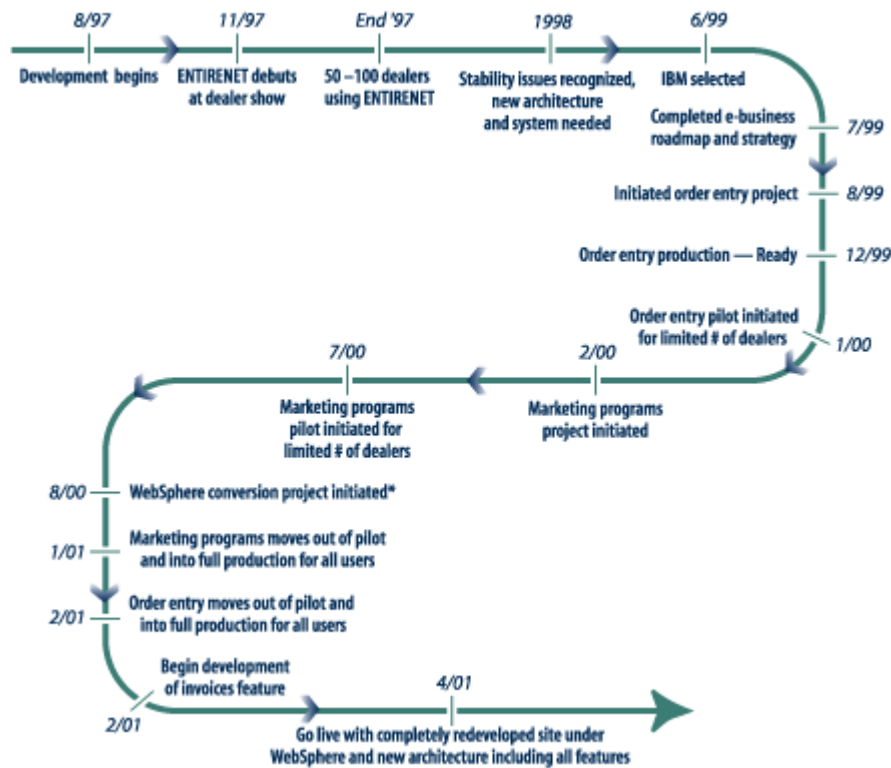 8/97
Development begins
11/97
ENTIRENET debuts
at dealer show
End '97
50 –100 dealers
using ENTIRENET
1998
Stability issues recognized,
new architecture
and system needed
6/99
IBM selected
Completed e-business
roadmap and strategy
7/99
Initiated order entry project
8/99
Order entry production — Ready
12/99
Order entry pilot initiated
for limited # of dealers
1/00
2/00
Marketing programs
project initiated
7/00
Marketing programs
pilot initiated for
limited # of dealers
8/00
WebSphere conversion project initiated*
1/01
Marketing programs moves out of pilot
and into full production for all users
2/01
Order entry moves out of pilot and
into full production for all users
2/01
Begin development
of invoices feature
4/01
Go live with completely redeveloped site under
WebSphere and new architecture including all features